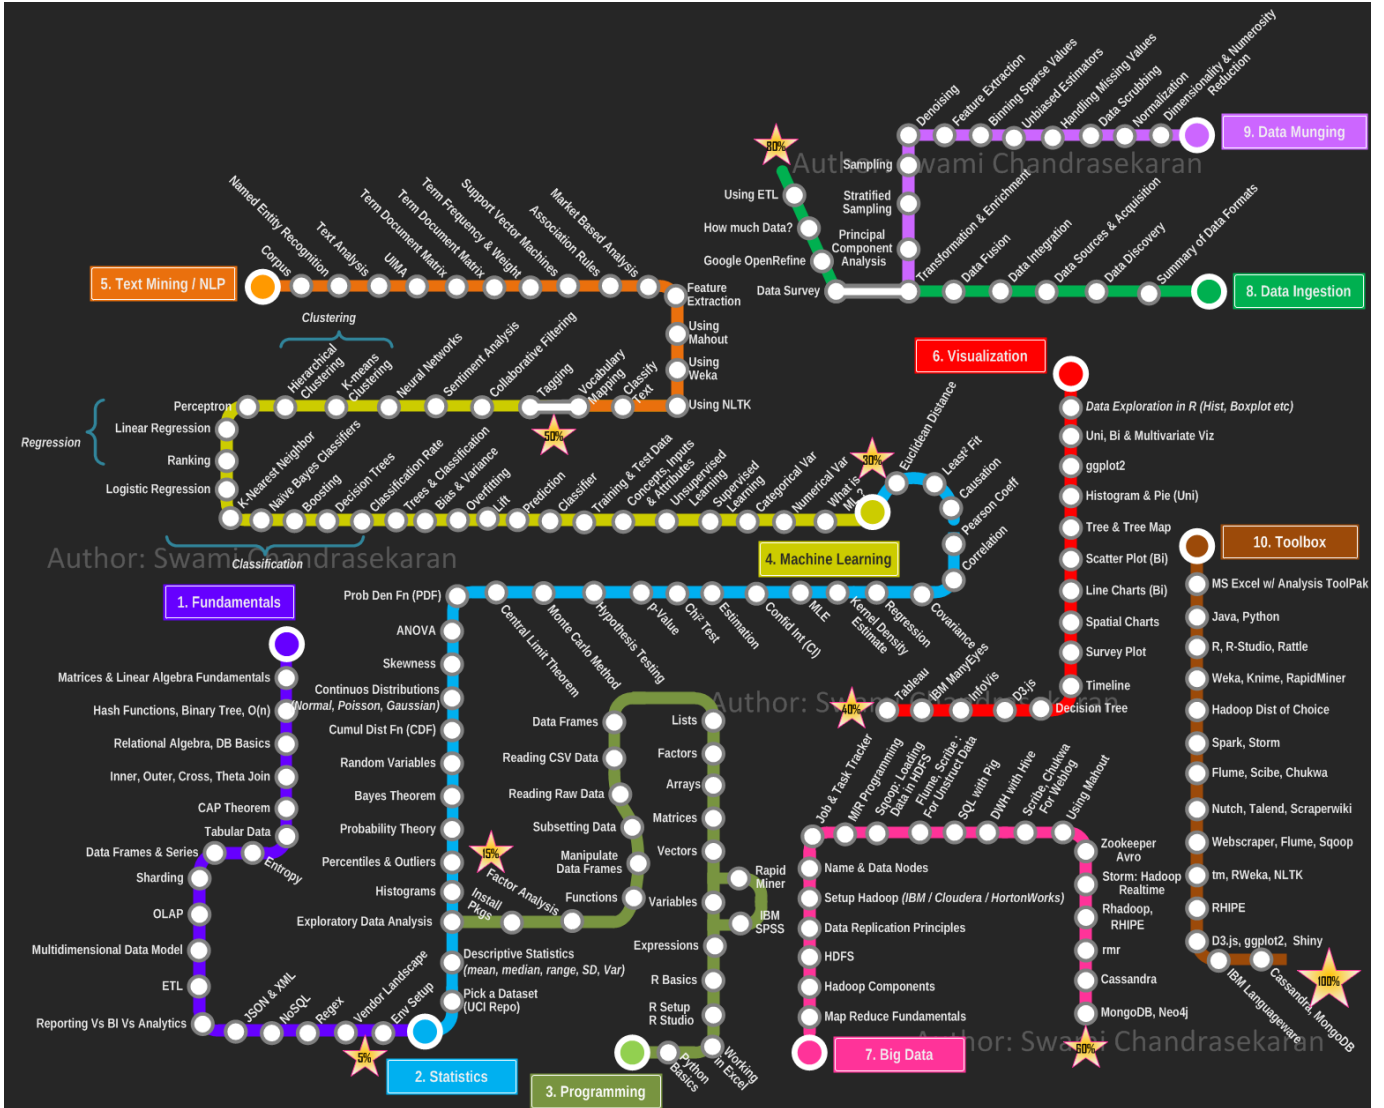 Denoising
Feature Extraction
Binning Sparse Values
Unbiased Estimators
Handling Missing Values
Data Scrubbing
Normalization
Dimensionality & Numerosity
Reduction
9. Data Munging
80%
Author: Swami Chandrasekaran
Sampling
Using ETL
Stratified
Sampling
How much Data?
Principal
Component
Analysis
Google OpenRefine
Data Survey
Transformation & Enrichment
Data Fusion
Data Integration
Data Sources & Acquisition
Data Discovery
Summary of Data Formats
8. Data Ingestion
5. Text Mining / NLP
Corpus
Named Entity Recognition
Text Analysis
UIMA
Term Document Matrix
Term Document Matrix
Term Frequency & Weight
Support Vector Machines
Association Rules
Market Based Analysis
Feature
Extraction
Using
Mahout
Using
Weka
Using NLTK
Classify
Text
Vocabulary
Mapping
50%
Tagging
Collaborative Filtering
Sentiment Analysis
Neural Networks
Clustering
K-means
Clustering
Hierarchical
Clustering
Perceptron
Linear Regression
Regression
Ranking
Logistic Regression
K-Nearest Neighbor
Naive Bayes Classifiers
Boosting
Decision Trees
Classification Rate
Trees & Classification
Bias & Variance
Overfitting
Lift
Prediction
Classifier
Training & Test Data
Concepts, Inputs
& Attributes
Unsupervised
Learning
Supervised
Learning
Categorical Var
Numerical Var
What is
ML?
30%
Classification
Author: Swami Chandrasekaran
4. Machine Learning
Euclidean Distance
Least² Fit
Causation
Pearson Coeff
Correlation
Covariance
Regression
Kernel Density
Estimate
MLE
Confid Int (CI)
Estimation
Chi² Test
p-Value
Hypothesis Testing
Monte Carlo Method
Central Limit Theorem
Prob Den Fn (PDF)
ANOVA
Skewness
Continuos Distributions
(Normal, Poisson, Gaussian)
Cumul Dist Fn (CDF)
Random Variables
Bayes Theorem
Probability Theory
Percentiles & Outliers
Histograms
Exploratory Data Analysis
Descriptive Statistics
(mean, median, range, SD, Var)
Pick a Dataset
(UCI Repo)
2. Statistics
1. Fundamentals
Matrices & Linear Algebra Fundamentals
Hash Functions, Binary Tree, O(n)
Relational Algebra, DB Basics
Inner, Outer, Cross, Theta Join
CAP Theorem
Tabular Data
Entropy
Data Frames & Series
Sharding
OLAP
Multidimensional Data Model
ETL
Reporting Vs BI Vs Analytics
JSON & XML
NoSQL
Regex
Vendor Landscape
Env Setup
5%
15%
Install
Pkgs
Factor Analysis
Functions
Manipulate
Data Frames
Subsetting Data
Reading Raw Data
Reading CSV Data
Data Frames
Lists
Factors
Arrays
Matrices
Vectors
Rapid
Miner
Variables
IBM
SPSS
Expressions
R Basics
R Setup
R Studio
Working
in Excel
Python
Basics
3. Programming
6. Visualization
Data Exploration in R (Hist, Boxplot etc)
Uni, Bi & Multivariate Viz
ggplot2
Histogram & Pie (Uni)
Tree & Tree Map
Scatter Plot (Bi)
Line Charts (Bi)
Spatial Charts
Survey Plot
Timeline
Decision Tree
D3.js
InfoVis
IBM ManyEyes
Tableau
40%
Author: Swami Chandrasekaran
Job & Task Tracker
M/R Programming
Sqoop: Loading
Data in HDFS
Flume, Scribe :
For Unstruct Data
SQL with Pig
DWH with Hive
Scribe, Chukwa
For Weblog
Using Mahout
Name & Data Nodes
Setup Hadoop (IBM / Cloudera / HortonWorks)
Data Replication Principles
HDFS
Hadoop Components
Map Reduce Fundamentals
7. Big Data
Zookeeper
Avro
Storm: Hadoop
Realtime
Rhadoop,
RHIPE
rmr
Cassandra
MongoDB, Neo4j
60%
Author: Swami Chandrasekaran
10. Toolbox
MS Excel w/ Analysis ToolPak
Java, Python
R, R-Studio, Rattle
Weka, Knime, RapidMiner
Hadoop Dist of Choice
Spark, Storm
Flume, Scibe, Chukwa
Nutch, Talend, Scraperwiki
Webscraper, Flume, Sqoop
tm, RWeka, NLTK
RHIPE
D3.js, ggplot2, Shiny
IBM Languageware
Cassandra, MongoDB
100%